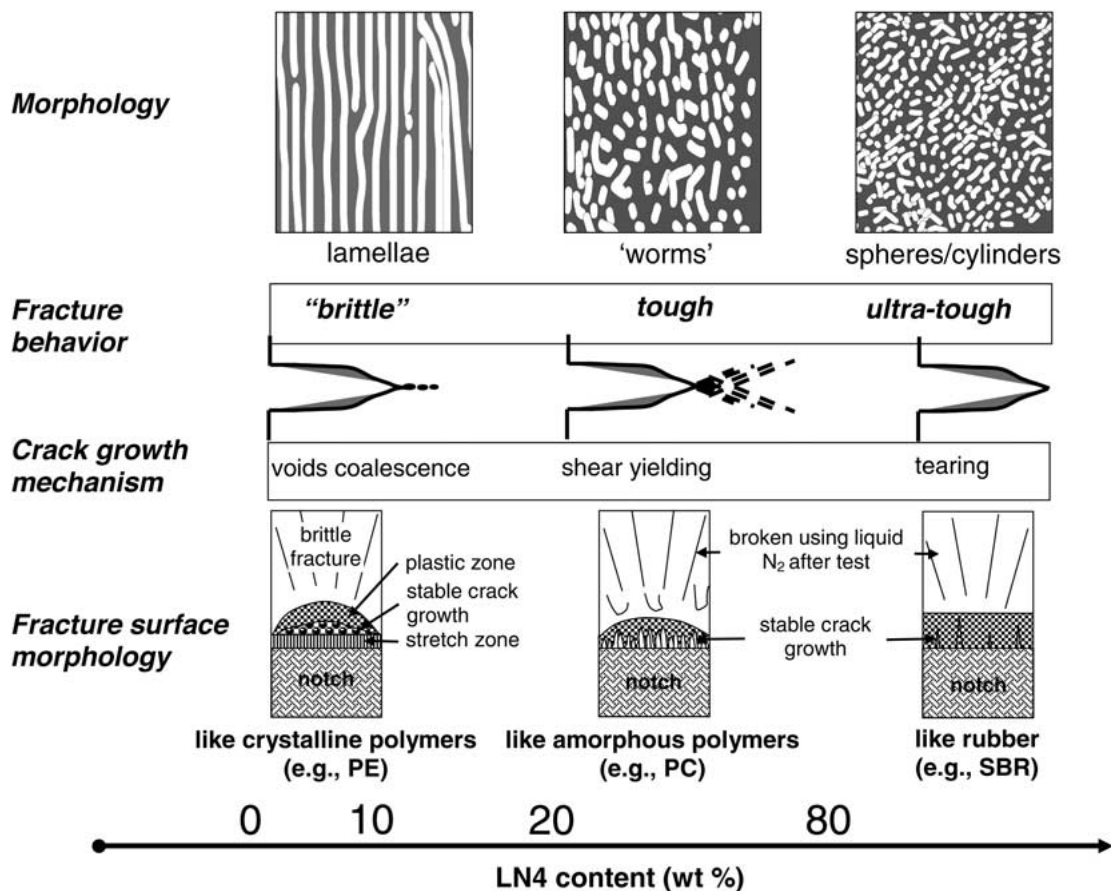 Morphology
lamellae
'worms'
spheres/cylinders
Fracture
behavior
"brittle"
tough
ultra-tough
Crack growth
mechanism
voids coalescence
shear yielding
tearing
Fracture surface
morphology
brittle
fracture
plastic zone
stable crack
growth
stretch zone
notch
broken using liquid
N₂ after test
stable crack
growth
notch
notch
like crystalline polymers
(e.g., PE)
like amorphous polymers
(e.g., PC)
like rubber
(e.g., SBR)
0 10 20 80
LN4 content (wt %)